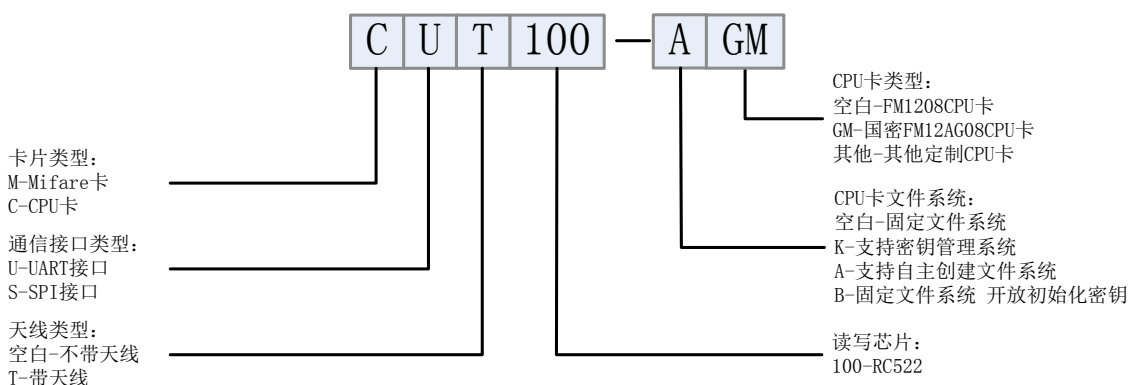 CUT100-AGM
卡片类型：
M-Mifare卡
C-CPU卡
通信接口类型：
U-UART接口
S-SPI接口
天线类型：
空白-不带天线
T-带天线
CPU卡类型：
空白-FM1208CPU卡
GM-国密FM12AG08CPU卡
其他-其他定制CPU卡
CPU卡文件系统：
空白-固定文件系统
K-支持密钥管理系统
A-支持自主创建文件系统
B-固定文件系统 开放初始化密钥
读写芯片：
100-RC522